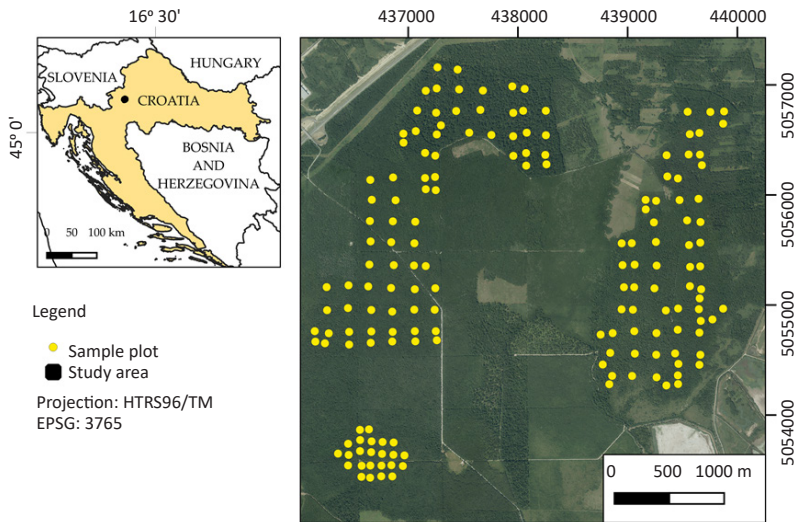 16°30'
437000 438000 439000 440000
HUNGARY
SLOVENIA
CROATIA
45°0'
BOSNIA
AND
HERZEGOVINA
0 50 100 km
5057000
5056000
5055000
5054000
Legend
Sample plot
Study area
Projection: HTRS96/TM
EPSG: 3765
0 500 1000 m